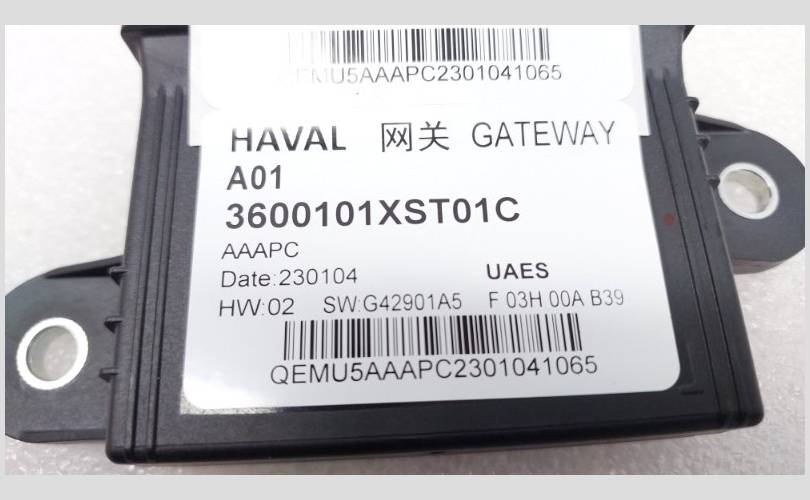 QEMU5AAAPC2301041065
HAVAL 网关 GATEWAY
A01
3600101XST01C
AAAPC
Date:230104 UAES
HW:02 SW:G42901A5 F 03H 00A B39
QEMU5AAAPC2301041065